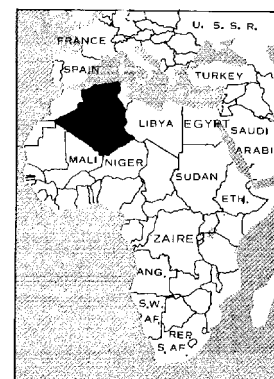 U. S. S. R.
FRANCE
SPAIN
TURKEY
LIBYA EGYPT SAUDI
ARABI
MALI NIGER
SUDAN
ETH.
ZAIRE
ANG.
S.W.
AF.
REP.
S. AF.